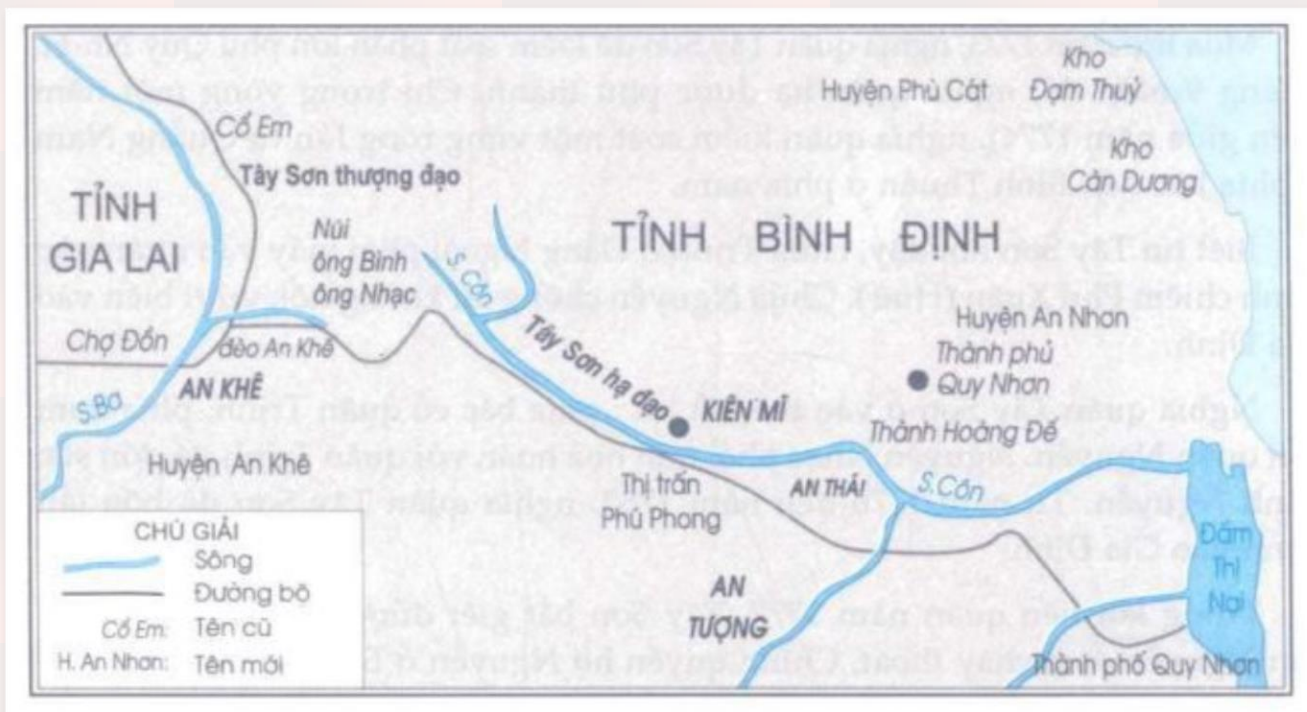 Kho
Đạm Thuỷ
Huyện Phù Cát
Kho
Càn Dương
Cổ Em
Tây Sơn thượng đạo
TỈNH
GIA LAI
Núi
ông Bình
ông Nhạc
TỈNH BÌNH ĐỊNH
S.Côn
Chợ Đồn
đèo An Khê
Tây Sơn hạ đạo
Huyện An Nhơn
Thành phủ
Quy Nhơn
Thành Hoàng Đế
AN KHÊ
S.Ba
KIÊN MĨ
Huyện An Khê
Thị trấn
Phú Phong
AN THÁI
S.Côn
Đầm
Thị
Nại
AN
TƯỢNG
Thành phố Quy Nhơn
CHÚ GIẢI
Sông
Đường bộ
Cổ Em: Tên cũ
H. An Nhơn: Tên mới